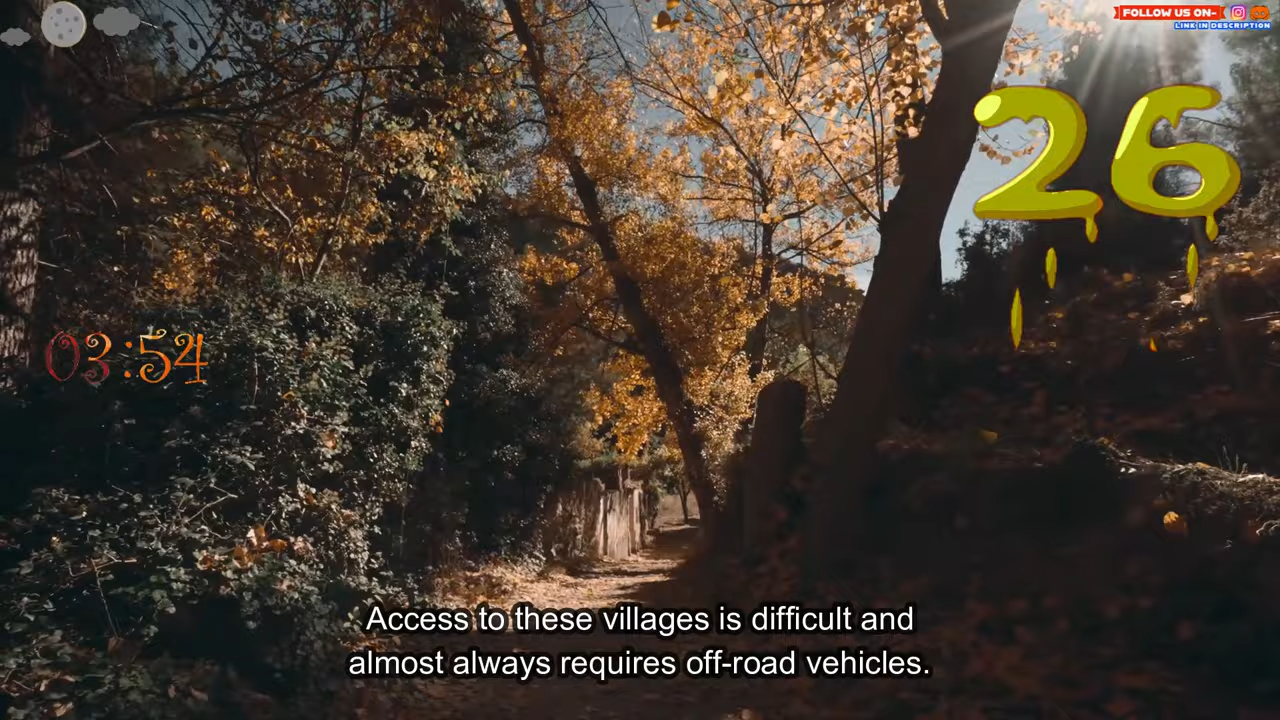 FOLLOW US ON-
LINK IN DESCRIPTION
26
03:54
Access to these villages is difficult and
almost always requires off-road vehicles.